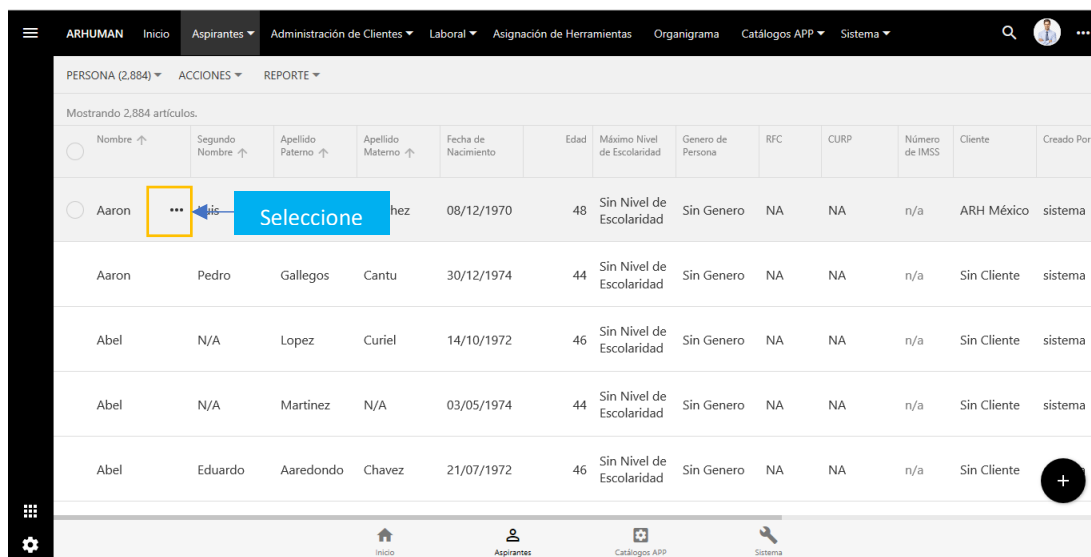 ARHUMAN Inicio Aspirantes Administración de Clientes Laboral Asignación de Herramientas Organigrama Catálogos APP Sistema
PERSONA (2,884) ACCIONES REPORTE
Mostrando 2,884 artículos.
Nombre Segundo Apellido Apellido Fecha de Edad Máximo Nivel Genero de RFC CURP Número Cliente Creado Por
Nombre Paterno Materno Nacimiento de Escolaridad Persona de IMSS
Sin Nivel de
Aaron Seleccione hez 08/12/1970 48 Sin Genero NA NA n/a ARH México sistema
Escolaridad
Sin Nivel de
Aaron Pedro Gallegos Cantu 30/12/1974 44 Sin Genero NA NA n/a Sin Cliente sistema
Escolaridad
Sin Nivel de
Abel N/A Lopez Curiel 14/10/1972 46 Sin Genero NA NA n/a Sin Cliente sistema
Escolaridad
Sin Nivel de
Abel N/A Martinez N/A 03/05/1974 44 Sin Genero NA NA n/a Sin Cliente sistema
Escolaridad
Sin Nivel de
Abel Eduardo Aaredondo Chavez 21/07/1972 46 Sin Genero NA NA n/a Sin Cliente
Escolaridad
Inicio Aspirantes Catálogos APP Sistema